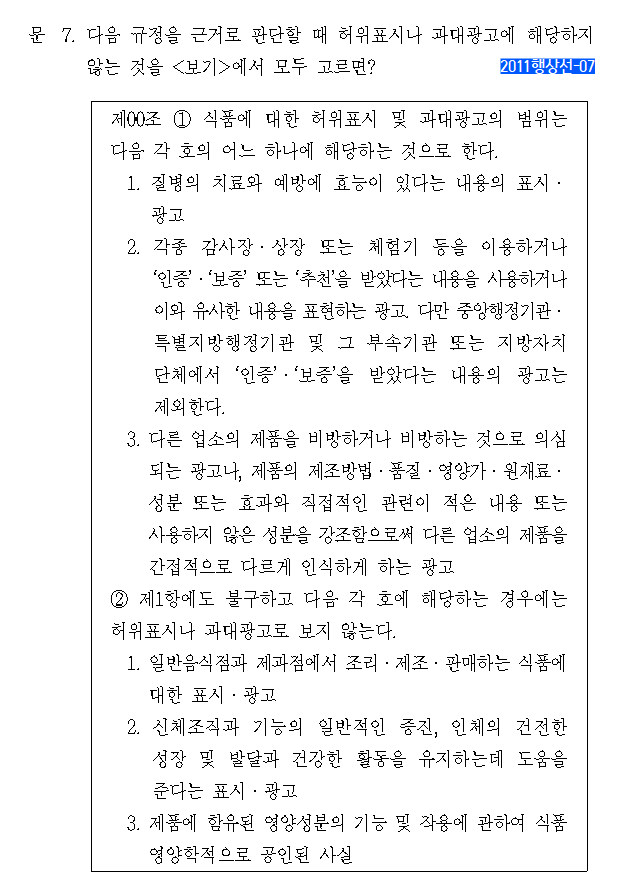 문 7. 다음 규정을 근거로 판단할 때 허위표시나 과대광고에 해당하지
않는 것을 <보기>에서 모두 고르면?
2011행상선-07
제00조 ① 식품에 대한 허위표시 및 과대광고의 범위는
다음 각 호의 어느 하나에 해당하는 것으로 한다.
1. 질병의 치료와 예방에 효능이 있다는 내용의 표시·
광고
2. 각종 감사장·상장 또는 체험기 등을 이용하거나
‘인증’·‘보증’ 또는 ‘추천’을 받았다는 내용을 사용하거나
이와 유사한 내용을 표현하는 광고. 다만 중앙행정기관·
특별지방행정기관 및 그 부속기관 또는 지방자치
단체에서 ‘인증’·‘보증’을 받았다는 내용의 광고는
제외한다.
3. 다른 업소의 제품을 비방하거나 비방하는 것으로 의심
되는 광고나, 제품의 제조방법·품질·영양가·원재료·
성분 또는 효과와 직접적인 관련이 적은 내용 또는
사용하지 않은 성분을 강조함으로써 다른 업소의 제품을
간접적으로 다르게 인식하게 하는 광고
② 제1항에도 불구하고 다음 각 호에 해당하는 경우에는
허위표시나 과대광고로 보지 않는다.
1. 일반음식점과 제과점에서 조리·제조·판매하는 식품에
대한 표시·광고
2. 신체조직과 기능의 일반적인 증진, 인체의 건전한
성장 및 발달과 건강한 활동을 유지하는데 도움을
준다는 표시·광고
3. 제품에 함유된 영양성분의 기능 및 작용에 관하여 식품
영양학적으로 공인된 사실